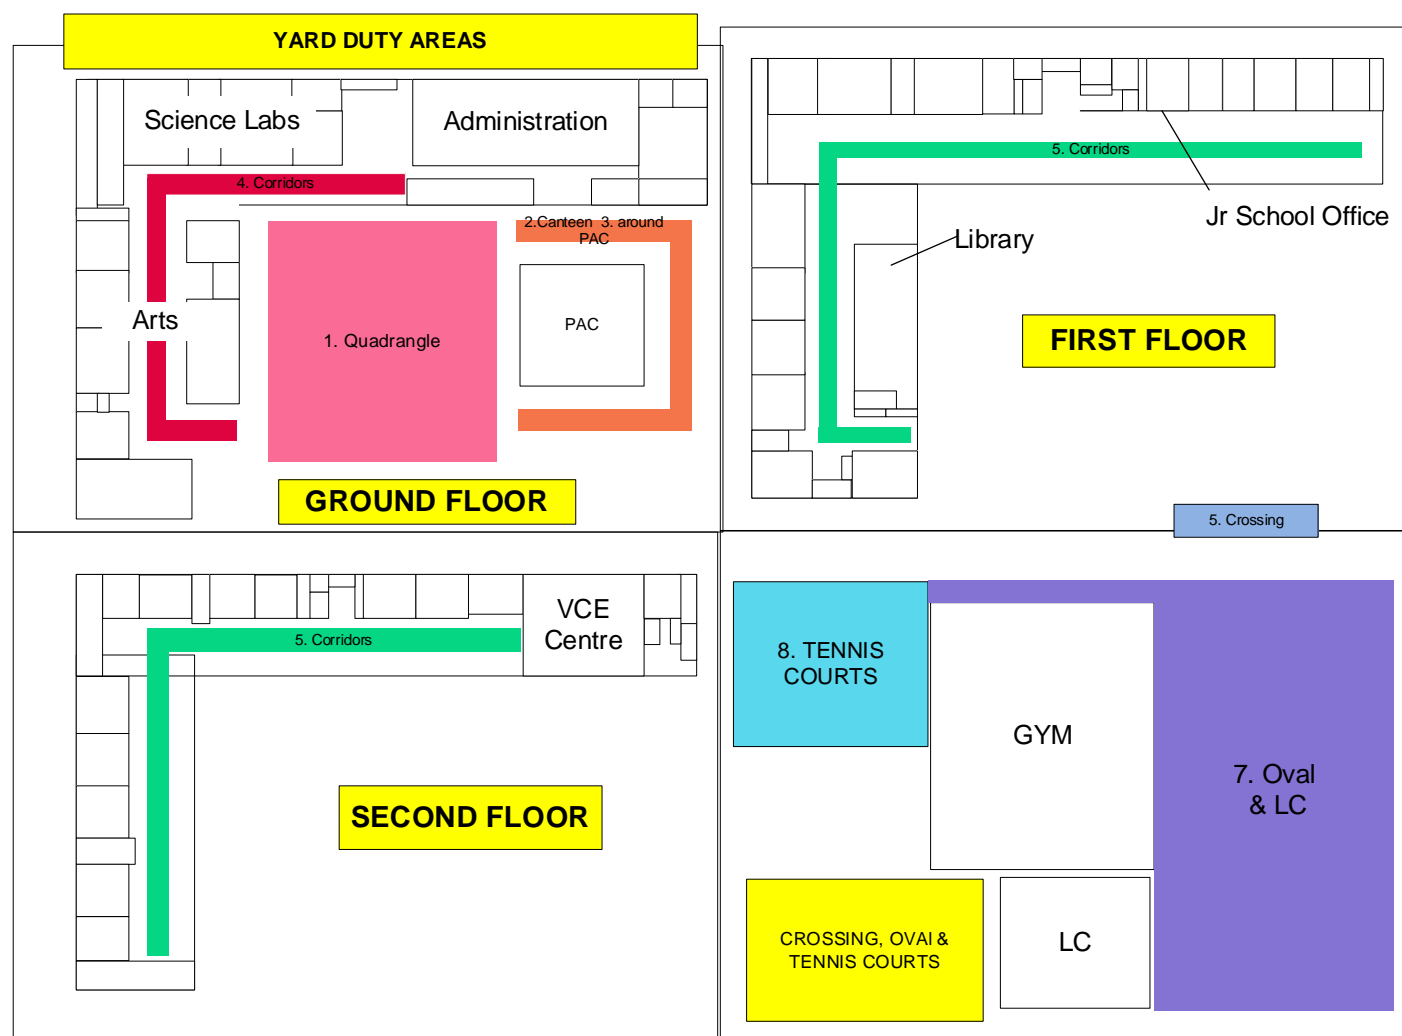 YARD DUTY AREAS
Science Labs
Administration
4. Corridors
2.Canteen 3. around
PAC
Arts
1. Quadrangle
PAC
GROUND FLOOR
5. Corridors
Jr School Office
Library
FIRST FLOOR
5. Crossing
VCE
Centre
5. Corridors
SECOND FLOOR
8. TENNIS
COURTS
GYM
7. Oval
& LC
CROSSING, OVAl &
TENNIS COURTS
LC